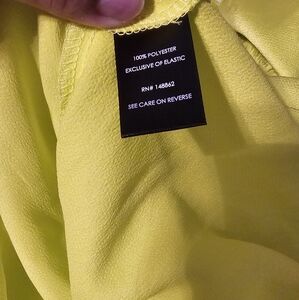 100% POLYESTER
EXCLUSIVE OF ELASTIC
RN# 148862
SEE CARE ON REVERSE